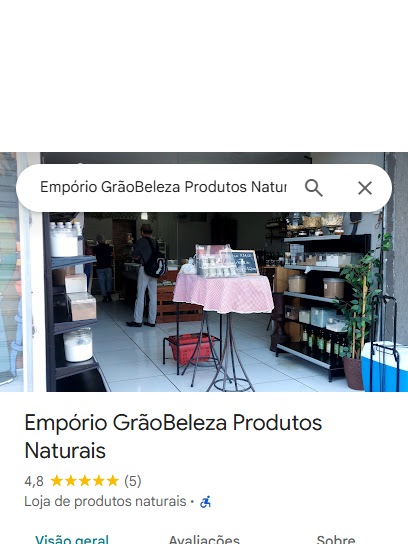 Empório GrãoBeleza Produtos Natur
Empório GrãoBeleza Produtos
Naturais
4,8 (5)
Loja de produtos naturais ·
Visão geral Avaliações Sobre